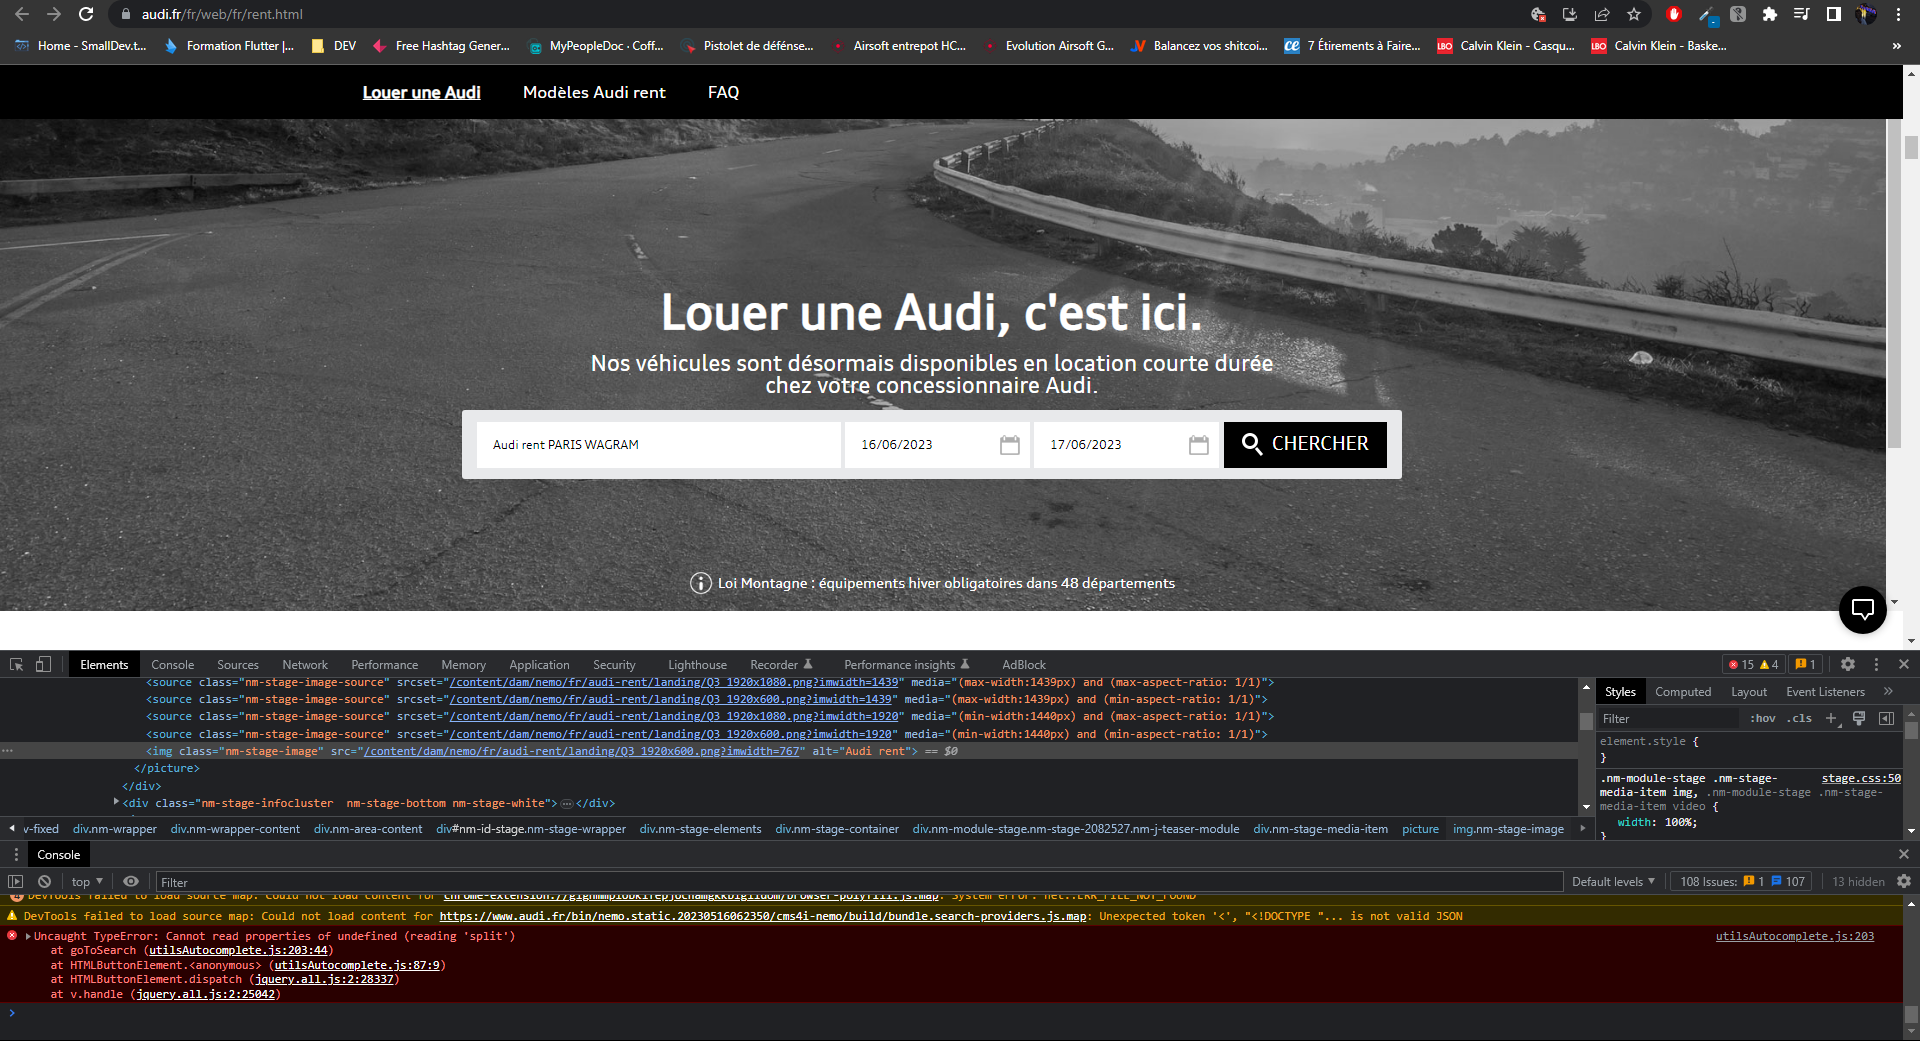 audi.fr/fr/web/fr/rent.html
Home - SmallDev.t...
Formation Flutter |...
DEV
Free Hashtag Gener...
MyPeopleDoc · Coff...
Pistolet de défénse...
Airsoft entrepot HC...
Evolution Airsoft G...
Balancez vos shitcoi...
7 Étirements à Faire...
Calvin Klein - Casqu...
Calvin Klein - Baske...
»
Louer une Audi
Modèles Audi rent
FAQ
Louer une Audi, c'est ici.
Nos véhicules sont désormais disponibles en location courte durée
chez votre concessionnaire Audi.
Audi rent PARIS WAGRAM
16/06/2023
17/06/2023
CHERCHER
Loi Montagne : équipements hiver obligatoires dans 48 départements
Elements
Console
Sources
Network
Performance
Memory
Application
Security
Lighthouse
Recorder
Performance insights
AdBlock
15
4
1
<source class="nm-stage-image-source" srcset="/content/dam/nemo/fr/audi-rent/landing/Q3_1920x1080.png?imwidth=1439" media="(max-width:1439px) and (max-aspect-ratio: 1/1)">
<source class="nm-stage-image-source" srcset="/content/dam/nemo/fr/audi-rent/landing/Q3_1920x600.png?imwidth=1439" media="(max-width:1439px) and (min-aspect-ratio: 1/1)">
<source class="nm-stage-image-source" srcset="/content/dam/nemo/fr/audi-rent/landing/Q3_1920x1080.png?imwidth=1920" media="(min-width:1440px) and (max-aspect-ratio: 1/1)">
<source class="nm-stage-image-source" srcset="/content/dam/nemo/fr/audi-rent/landing/Q3_1920x600.png?imwidth=1920" media="(min-width:1440px) and (min-aspect-ratio: 1/1)">
<img class="nm-stage-image" src="/content/dam/nemo/fr/audi-rent/landing/Q3_1920x600.png?imwidth=767" alt="Audi rent"> == $0
</picture>
</div>
<div class="nm-stage-infocluster  nm-stage-bottom nm-stage-white">…</div>
Styles
Computed
Layout
Event Listeners
»
Filter
:hov
.cls
element.style {
}
.nm-module-stage .nm-stage-
stage.css:50
media-item img, .nm-module-stage .nm-stage-
media-item video {
width: 100%;
}
v-fixed
div.nm-wrapper
div.nm-wrapper-content
div.nm-area-content
div#nm-id-stage.nm-stage-wrapper
div.nm-stage-elements
div.nm-stage-container
div.nm-module-stage.nm-stage-2082527.nm-j-teaser-module
div.nm-stage-media-item
picture
img.nm-stage-image
Console
top
Filter
Default levels
108 Issues:
1
107
13 hidden
DevTools failed to load source map: Could not load content for
browser-polyfill.js.map: System error: net::ERR_FILE_NOT_FOUND
DevTools failed to load source map: Could not load content for https://www.audi.fr/bin/nemo.static.20230516062350/cms4i-nemo/build/bundle.search-providers.js.map: Unexpected token '<', "<!DOCTYPE "... is not valid JSON
Uncaught TypeError: Cannot read properties of undefined (reading 'split')
utilsAutocomplete.js:203
at goToSearch (utilsAutocomplete.js:203:44)
at HTMLButtonElement.<anonymous> (utilsAutocomplete.js:87:9)
at HTMLButtonElement.dispatch (jquery.all.js:2:28337)
at v.handle (jquery.all.js:2:25042)